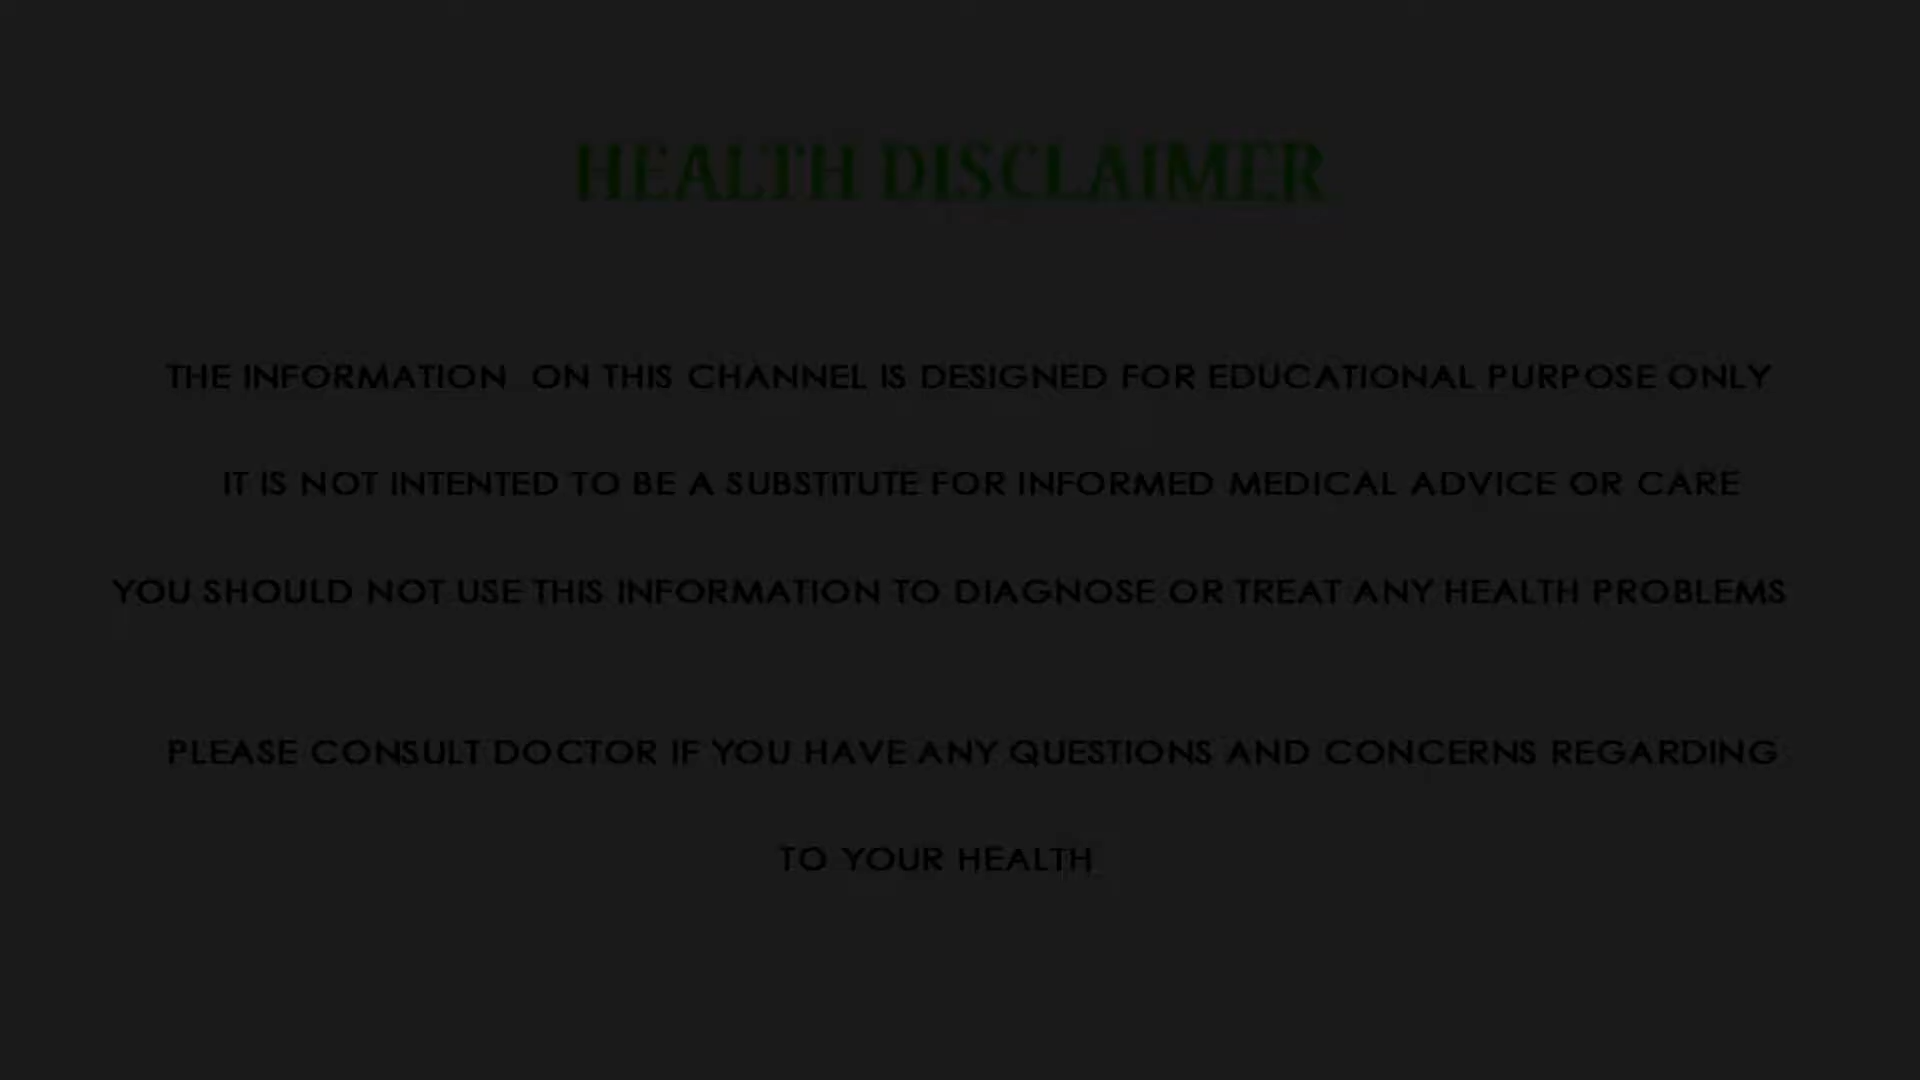 HEALTH DISCLAIMER
THE INFORMATION ON THIS CHANNEL IS DESIGNED FOR EDUCATIONAL PURPOSE ONLY
IT IS NOT INTENTED TO BE A SUBSTITUTE FOR INFORMED MEDICAL ADVICE OR CARE
YOU SHOULD NOT USE THIS INFORMATION TO DIAGNOSE OR TREAT ANY HEALTH PROBLEMS
PLEASE CONSULT DOCTOR IF YOU HAVE ANY QUESTIONS AND CONCERNS REGARDING
TO YOUR HEALTH